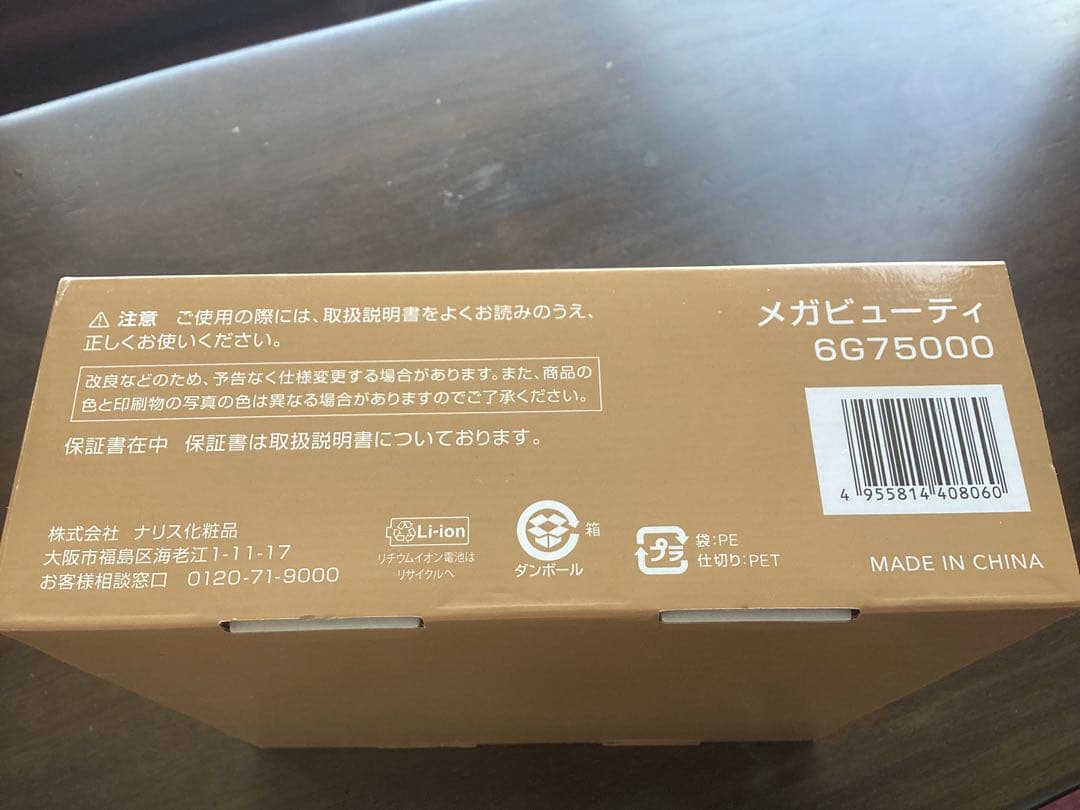 ⚠ 注意 ご使用の際には、取扱説明書をよくお読みのうえ、
正しくお使いください。
改良などのため、予告なく仕様変更する場合があります。また、商品の
色と印刷物の写真の色は異なる場合がありますのでご了承ください。
保証書在中 保証書は取扱説明書についております。
メガビューティ
6G75000
4 955814 408060
株式会社 ナリス化粧品
大阪市福島区海老江1-11-17
お客様相談窓口 0120-71-9000
Li-ion
リチウムイオン電池は
リサイクルへ
箱
ダンボール
プラ
袋:PE
仕切り:PET
MADE IN CHINA